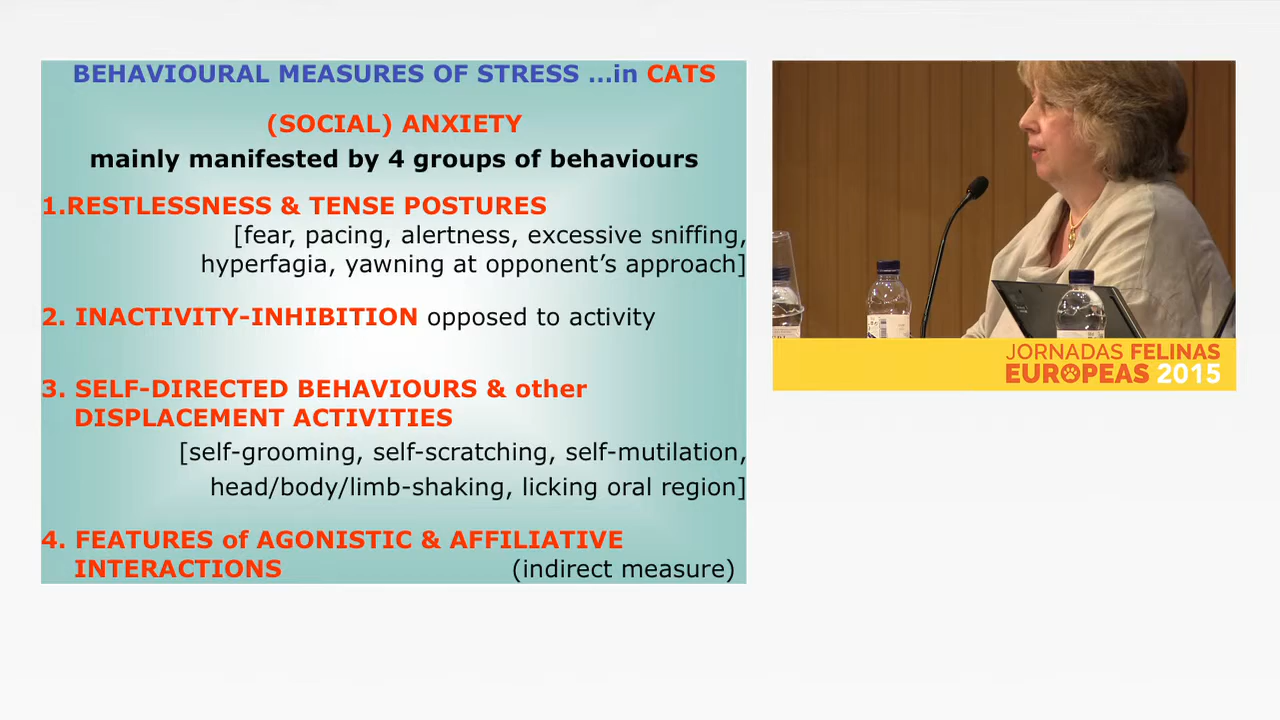 BEHAVIOURAL MEASURES OF STRESS ...in CATS
(SOCIAL) ANXIETY
mainly manifested by 4 groups of behaviours
1.RESTLESSNESS & TENSE POSTURES
[fear, pacing, alertness, excessive sniffing,
hyperfagia, yawning at opponent's approach]
2. INACTIVITY-INHIBITION opposed to activity
3. SELF-DIRECTED BEHAVIOURS & other
DISPLACEMENT ACTIVITIES
[self-grooming, self-scratching, self-mutilation,
head/body/limb-shaking, licking oral region]
4. FEATURES of AGONISTIC & AFFILIATIVE
INTERACTIONS (indirect measure)
JORNADAS FELINAS
EUROPEAS 2015